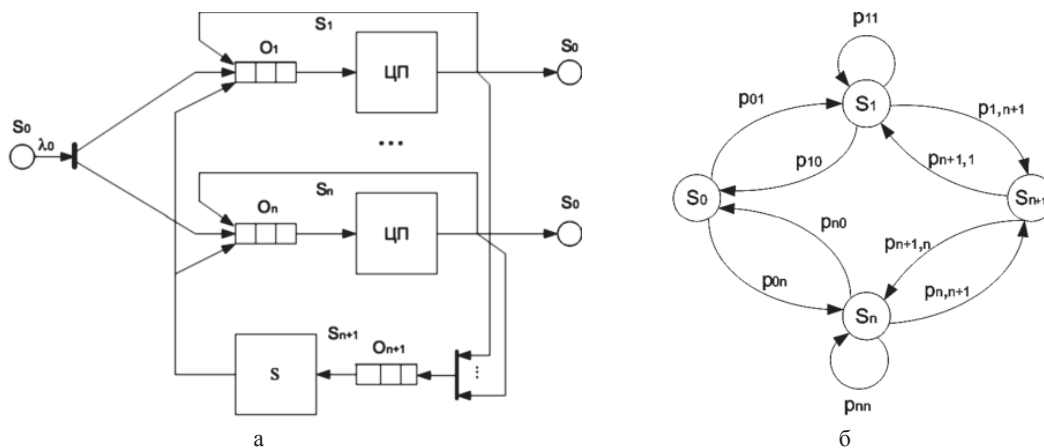 S₁
S₀
O₁
ЦП
S₀
λ₀
...
Sₙ
S₀
Oₙ
ЦП
Sₙ₊₁
Oₙ₊₁
S
...
а
p₁₁
S₁
p₀₁
p₁,ₙ₊₁
p₁₀
pₙ₊₁,₁
S₀
Sₙ₊₁
pₙ₀
pₙ₊₁,ₙ
p₀ₙ
pₙ,ₙ₊₁
Sₙ
pₙₙ
б